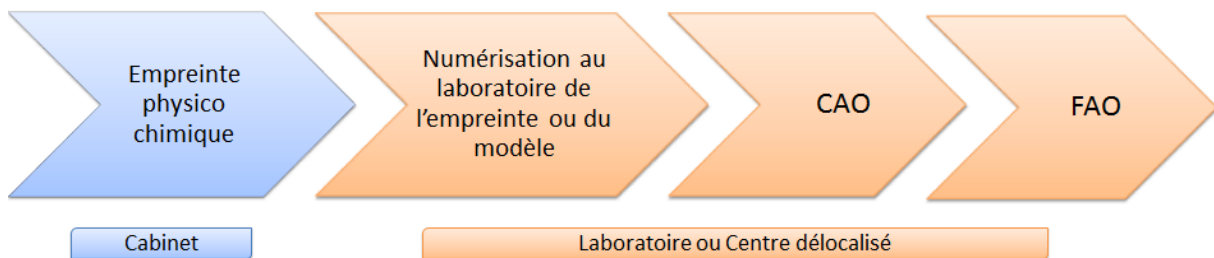 Empreinte
physico
chimique
Numérisation au
laboratoire de
l’empreinte ou du
modèle
CAO
FAO
Cabinet
Laboratoire ou Centre délocalisé